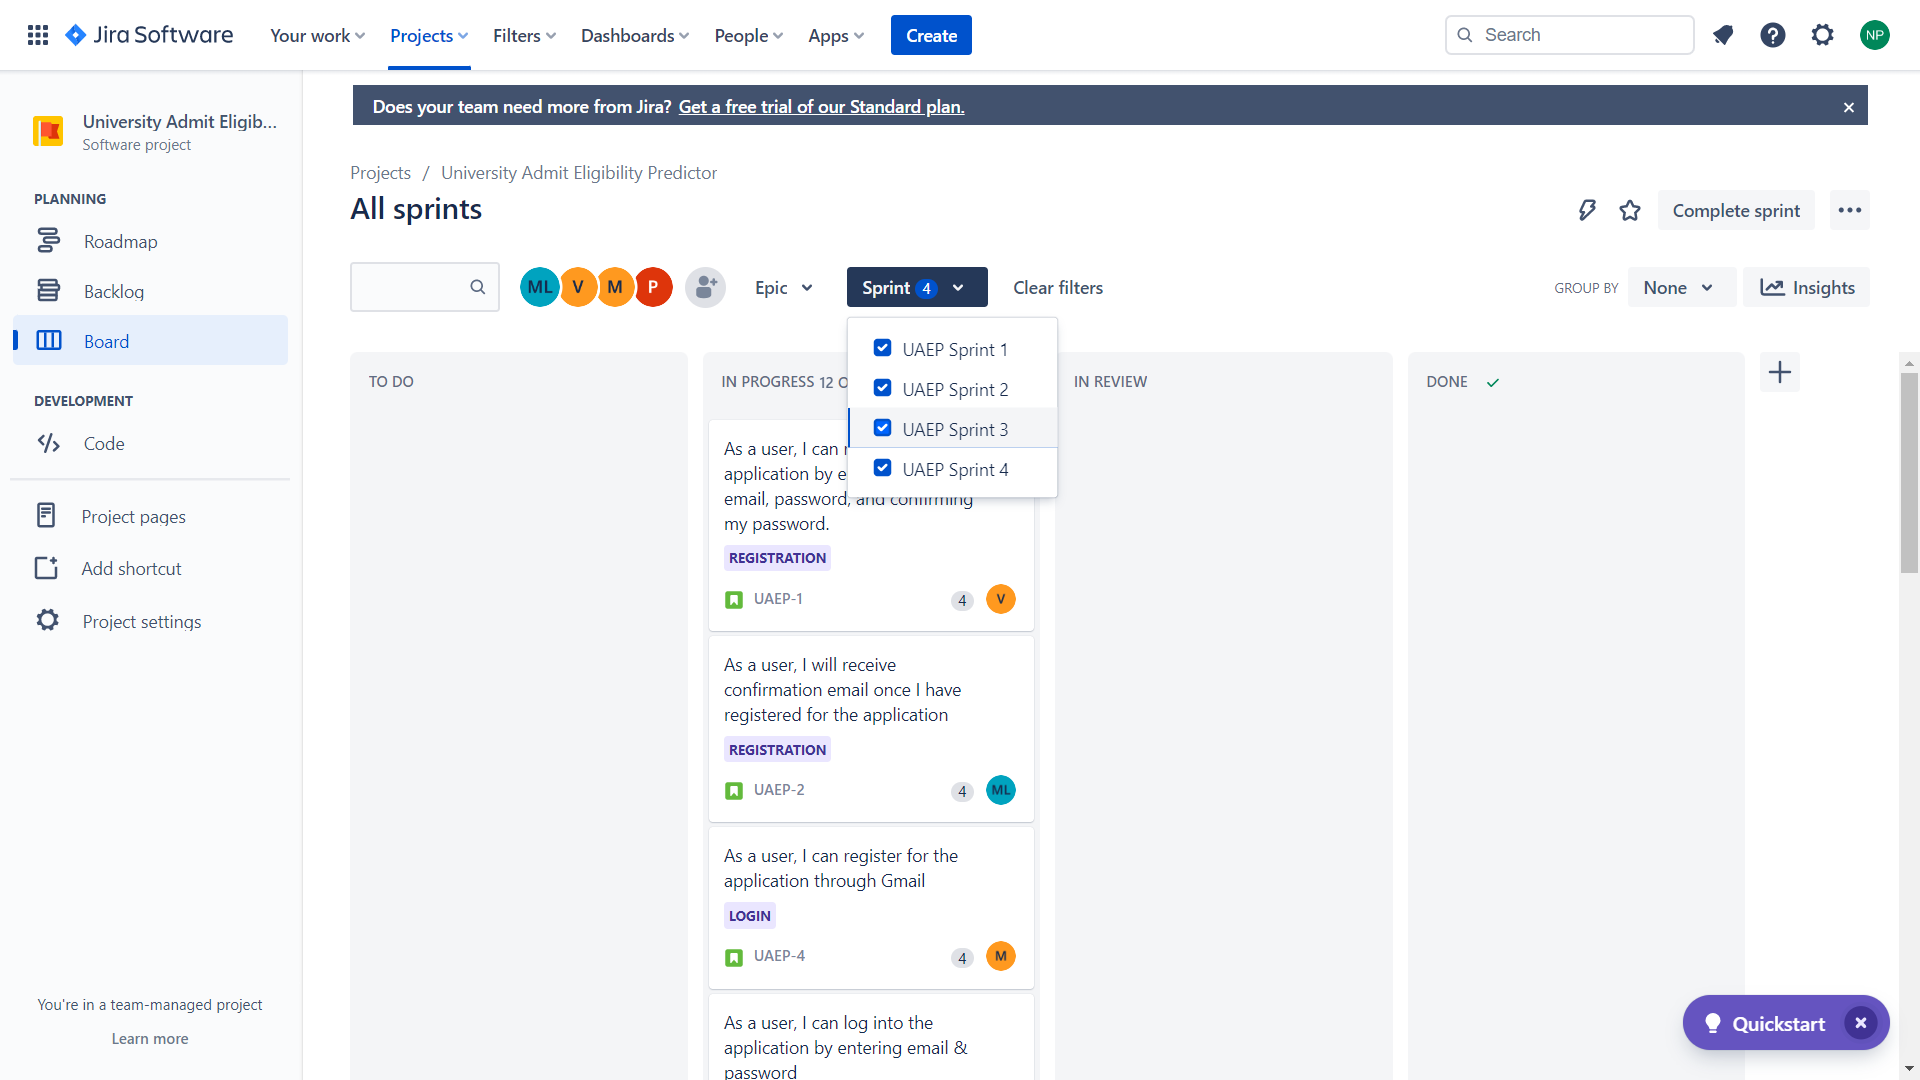 Jira Software
Your work
Projects
Filters
Dashboards
People
Apps
Create
Search
NP
University Admit Eligib...
Software project
PLANNING
Roadmap
Backlog
Board
DEVELOPMENT
Code
Project pages
Add shortcut
Project settings
You're in a team-managed project
Learn more
Does your team need more from Jira? Get a free trial of our Standard plan.
Projects / University Admit Eligibility Predictor
All sprints
Complete sprint
ML V M P
Epic
Sprint 4
Clear filters
GROUP BY
None
Insights
UAEP Sprint 1
UAEP Sprint 2
UAEP Sprint 3
UAEP Sprint 4
TO DO
IN PROGRESS 12 O
IN REVIEW
DONE
As a user, I can
application by e
email, password, and confirming
my password.
REGISTRATION
UAEP-1
4
V
As a user, I will receive
confirmation email once I have
registered for the application
REGISTRATION
UAEP-2
4
ML
As a user, I can register for the
application through Gmail
LOGIN
UAEP-4
4
M
As a user, I can log into the
application by entering email &
password
Quickstart